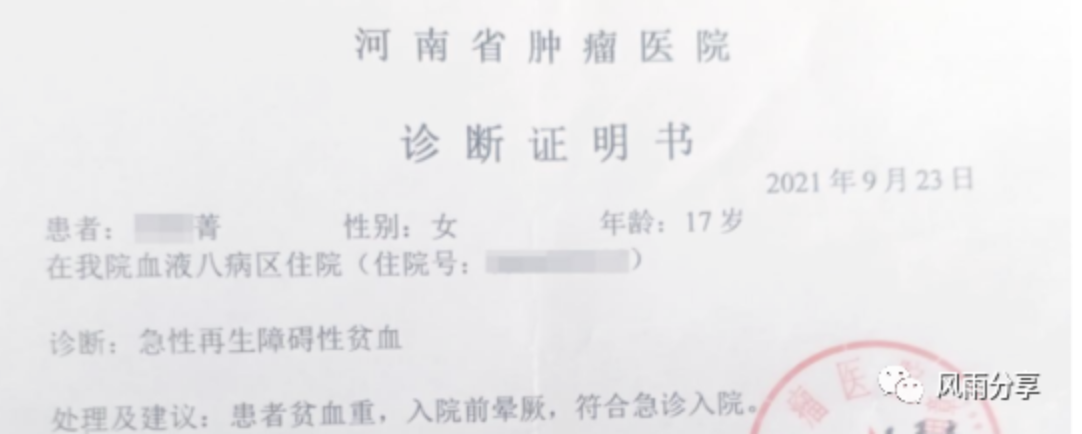 河南省肿瘤医院
诊断证明书
2021年9月23日
患者： 菁 性别：女 年龄：17岁
在我院血液八病区住院（住院号： ）
诊断：急性再生障碍性贫血
处理及建议：患者贫血重，入院前晕厥，符合急诊入院。
瘤医
风雨分享